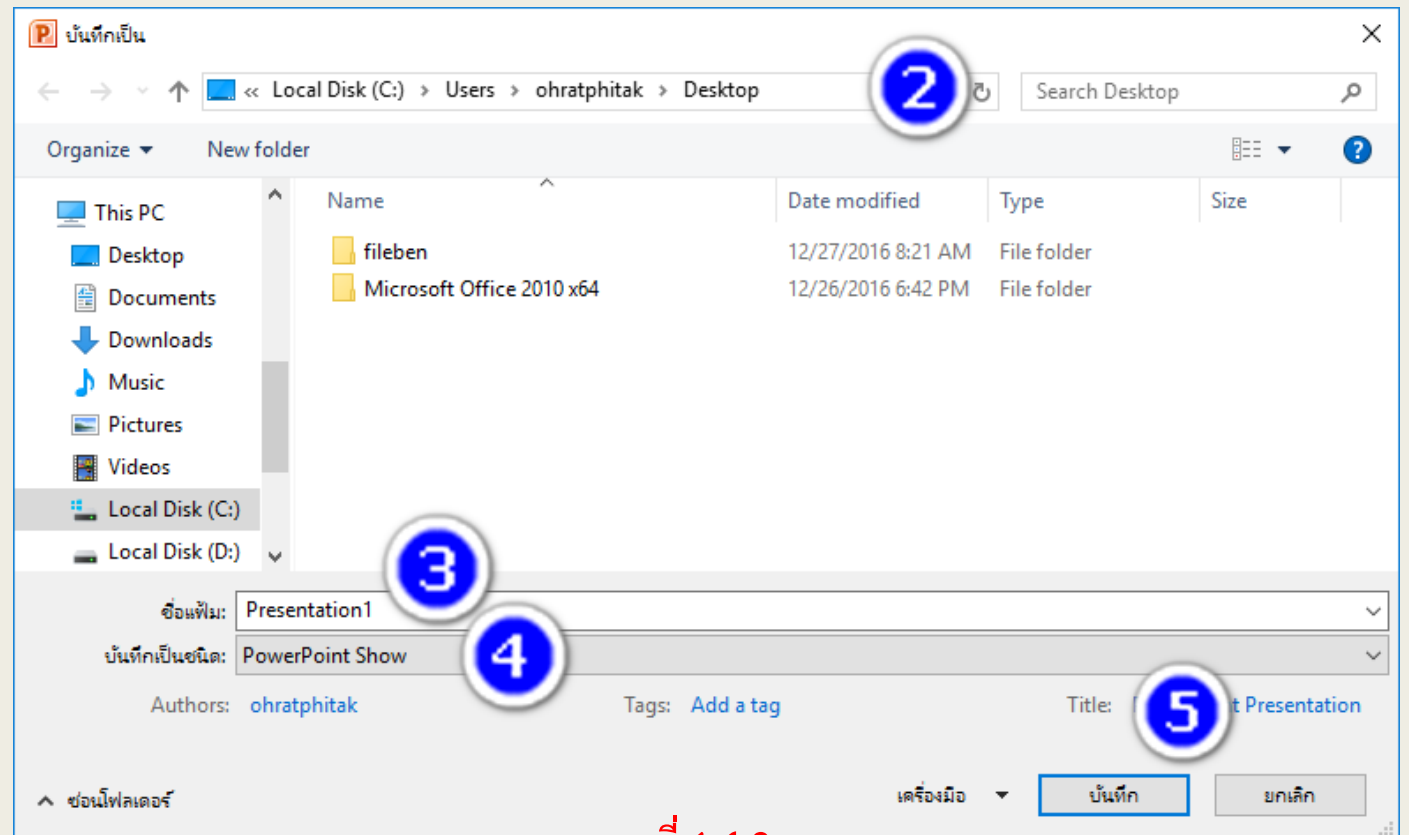 บันทึกเป็น
« Local Disk (C:) › Users › ohratphitak › Desktop 2 Search Desktop
Organize New folder
Name Date modified Type Size
This PC
Desktop
Documents
Downloads
Music
Pictures
Videos
Local Disk (C:)
Local Disk (D:)
fileben 12/27/2016 8:21 AM File folder
Microsoft Office 2010 x64 12/26/2016 6:42 PM File folder
3
ชื่อแฟ้ม: Presentation1
บันทึกเป็นชนิด: PowerPoint Show 4
Authors: ohratphitak Tags: Add a tag Title: 5 t Presentation
ซ่อนโฟลเดอร์ เครื่องมือ บันทึก ยกเลิก